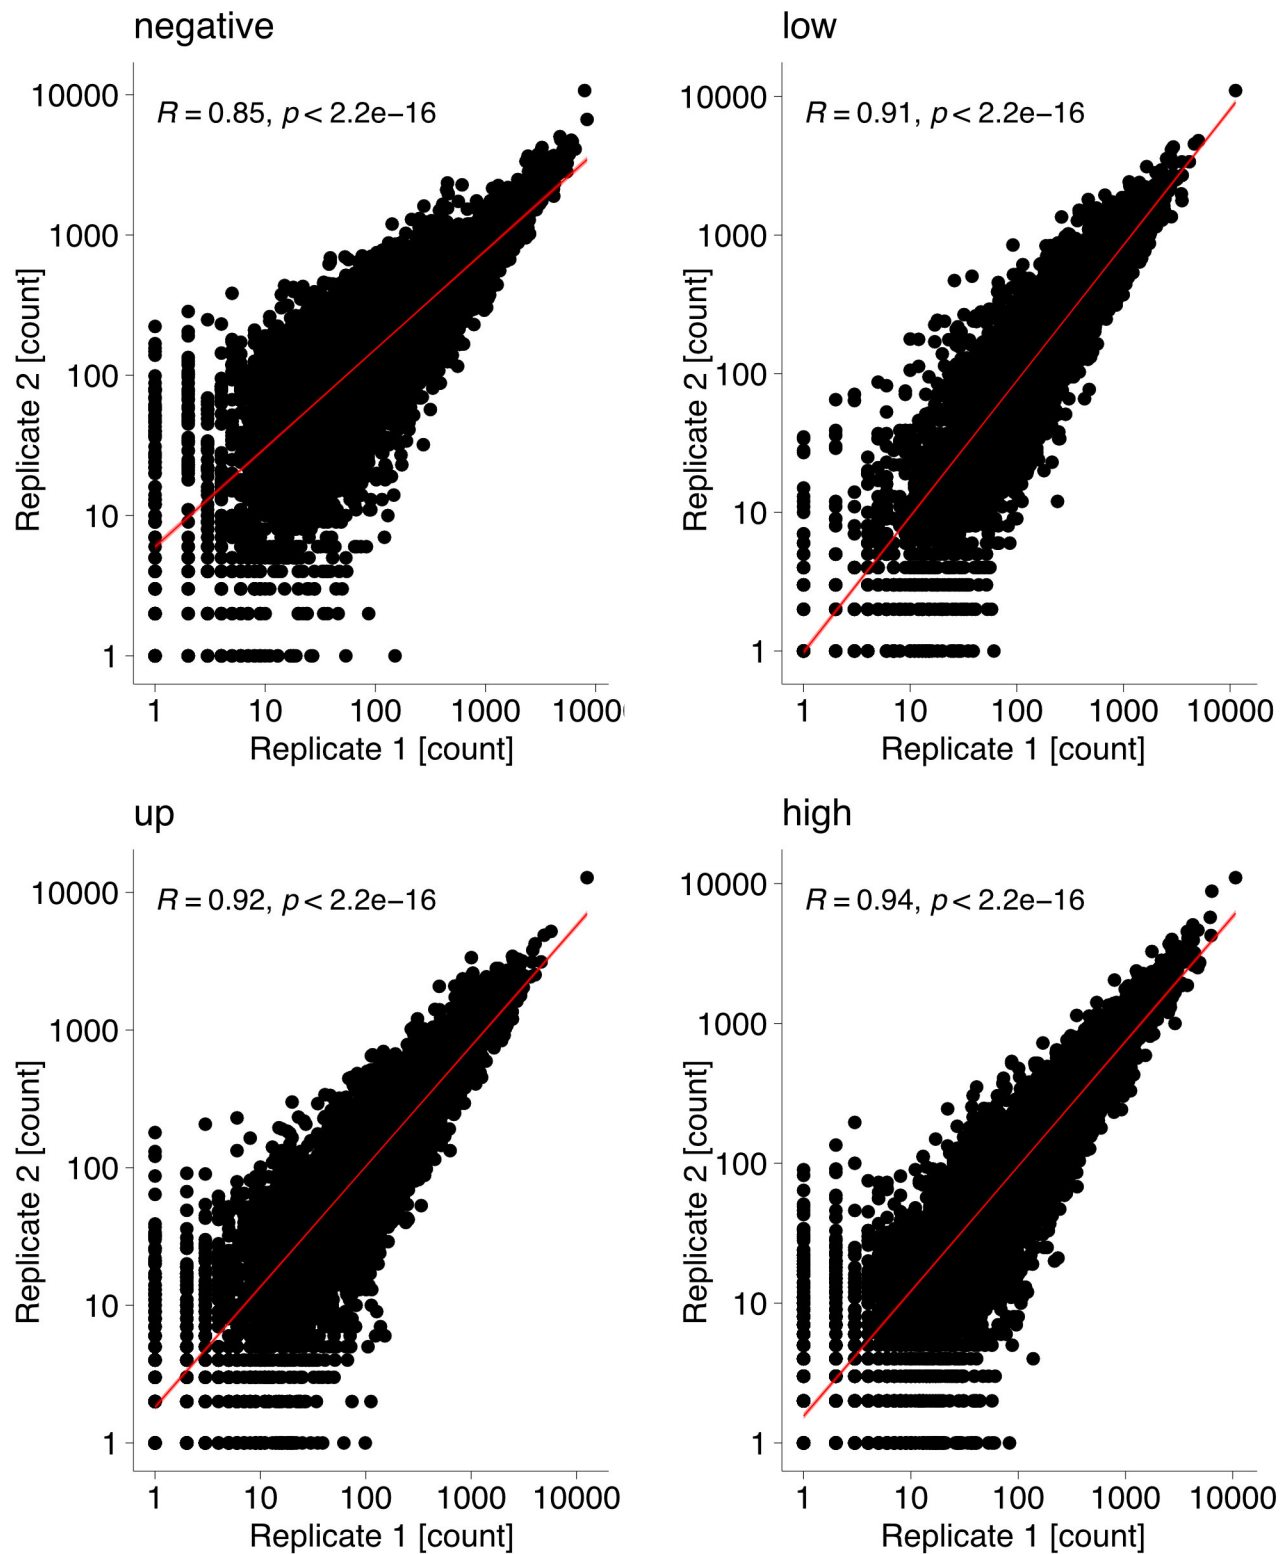 negative
R = 0.85, p < 2.2e−16
10000
1000
100
10
1
Replicate 2 [count]
1 10 100 1000 1000
Replicate 1 [count]
low
R = 0.91, p < 2.2e−16
10000
1000
100
10
1
Replicate 2 [count]
1 10 100 1000 10000
Replicate 1 [count]
up
R = 0.92, p < 2.2e−16
10000
1000
100
10
1
Replicate 2 [count]
1 10 100 1000 10000
Replicate 1 [count]
high
R = 0.94, p < 2.2e−16
10000
1000
100
10
1
Replicate 2 [count]
1 10 100 1000 10000
Replicate 1 [count]